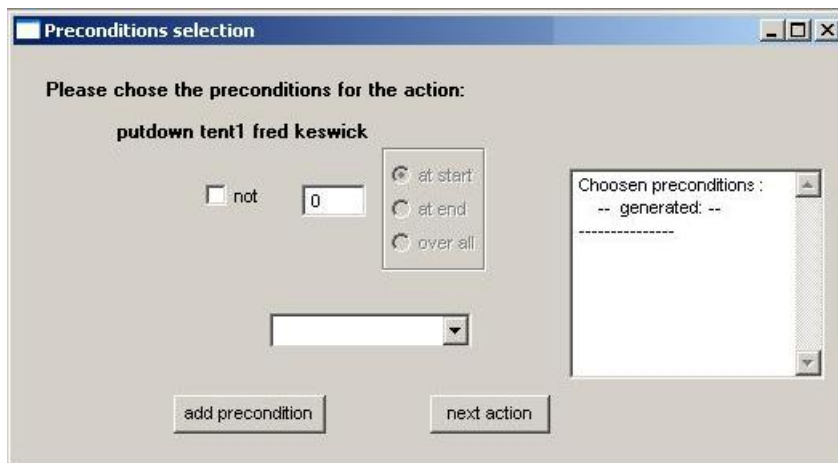 Preconditions selection
Please chose the preconditions for the action:
putdown tent1 fred keswick
not
0
at start
at end
over all
Choosen preconditions :
-- generated: --
---------------
add precondition
next action